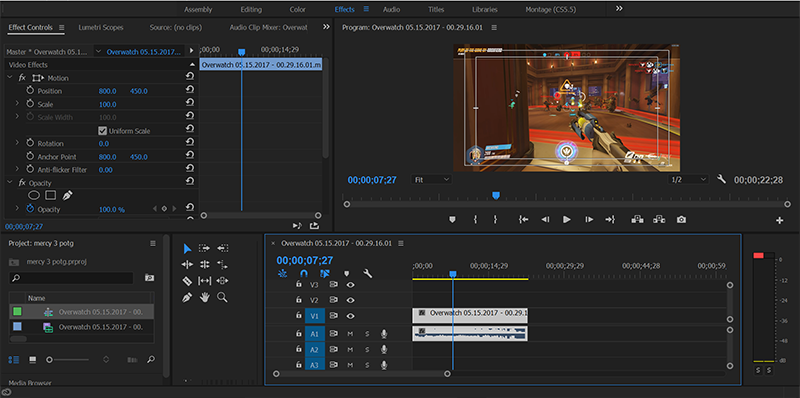 Assembly Editing Color Effects Audio Titles Libraries Montage (CS5.5)
Effect Controls Lumetri Scopes Source: (no clips) Audio Clip Mixer: Overwat
Program: Overwatch 05.15.2017 - 00.29.16.01
Master * Overwatch 05.15.2017... Overwatch 05.15.2017...
;00;00 00;00;14;29
Video Effects
Overwatch 05.15.2017 - 00.29.16.01.m
fx Motion
Position 800.0 450.0
Scale 100.0
Scale Width 100.0
Uniform Scale
Rotation 0.0
Anchor Point 800.0 450.0
Anti-flicker Filter 0.00
fx Opacity
Opacity 100.0 %
00;00;07;27
00;00;07;27 Fit 1/2 00;00;22;28
Project: mercy 3 potg
mercy 3 potg.prproj
Name
Overwatch 05.15.2017 - 00.
Overwatch 05.15.2017 - 00.
Media Browser
Overwatch 05.15.2017 - 00.29.16.01
00;00;07;27
;00;00 00;00;14;29 00;00;29;29 00;00;44;28 00;00;59
V3
V2
V1 Overwatch 05.15.2017 - 00.29.1
A1 M S
A2 M S
A3 M S
0
-6
-12
-18
-24
-30
-36
-42
-48
-54
dB
S S